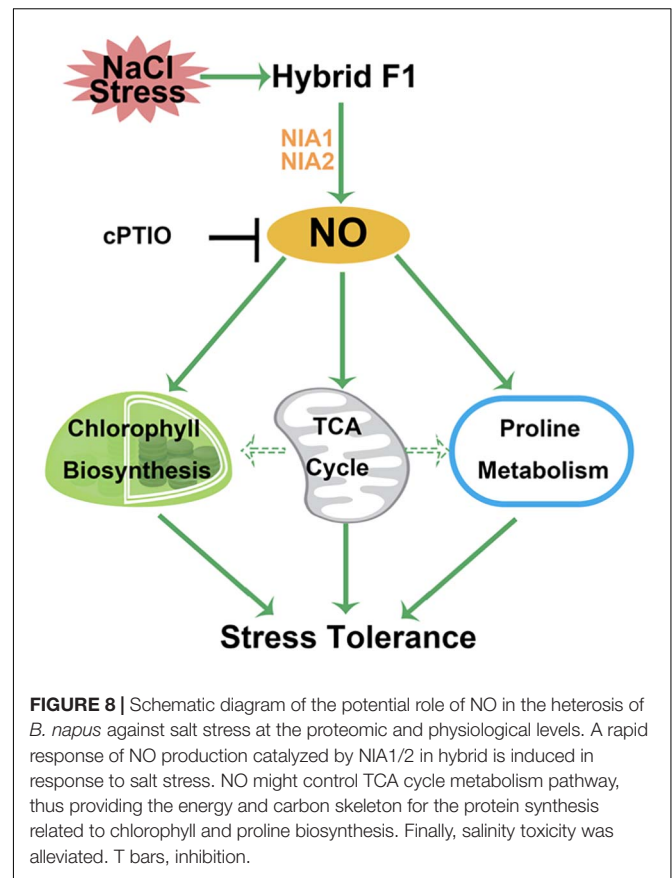 NaCl
Stress
Hybrid F1
NIA1
NIA2
cPTIO
NO
Chlorophyll
Biosynthesis
TCA
Cycle
Proline
Metabolism
Stress Tolerance
FIGURE 8 | Schematic diagram of the potential role of NO in the heterosis of
B. napus against salt stress at the proteomic and physiological levels. A rapid
response of NO production catalyzed by NIA1/2 in hybrid is induced in
response to salt stress. NO might control TCA cycle metabolism pathway,
thus providing the energy and carbon skeleton for the protein synthesis
related to chlorophyll and proline biosynthesis. Finally, salinity toxicity was
alleviated. T bars, inhibition.